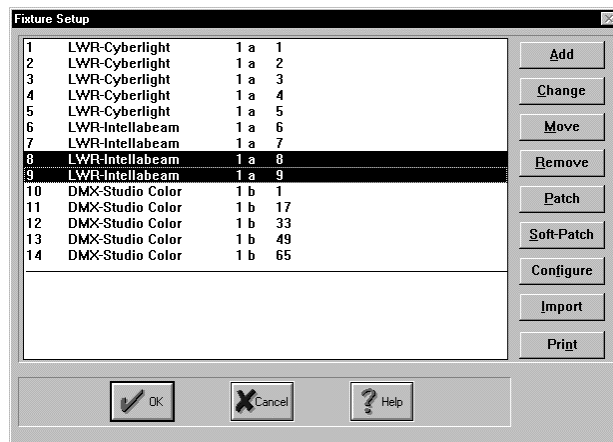 Fixture Setup
1 LWR-Cyberlight 1 a 1
2 LWR-Cyberlight 1 a 2
3 LWR-Cyberlight 1 a 3
4 LWR-Cyberlight 1 a 4
5 LWR-Cyberlight 1 a 5
6 LWR-Intellabeam 1 a 6
7 LWR-Intellabeam 1 a 7
8 LWR-Intellabeam 1 a 8
9 LWR-Intellabeam 1 a 9
10 DMX-Studio Color 1 b 1
11 DMX-Studio Color 1 b 17
12 DMX-Studio Color 1 b 33
13 DMX-Studio Color 1 b 49
14 DMX-Studio Color 1 b 65
Add
Change
Move
Remove
Patch
Soft-Patch
Configure
Import
Print
OK
Cancel
Help